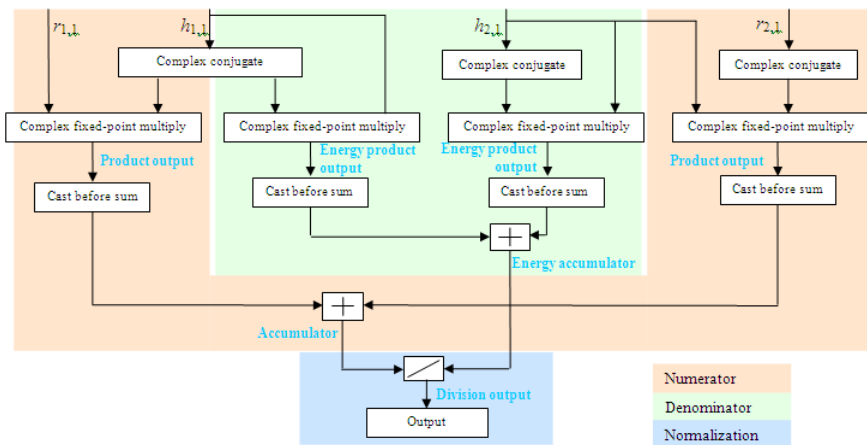 r1,1 h1,1 h2,1 r2,1
Complex conjugate
Complex conjugate
Complex conjugate
Complex fixed-point multiply
Complex fixed-point multiply
Complex fixed-point multiply
Complex fixed-point multiply
Product output
Energy product
output
Energy product
output
Product output
Cast before sum
Cast before sum
Cast before sum
Cast before sum
+
Energy accumulator
+
Accumulator
Division output
Output
Numerator
Denominator
Normalization